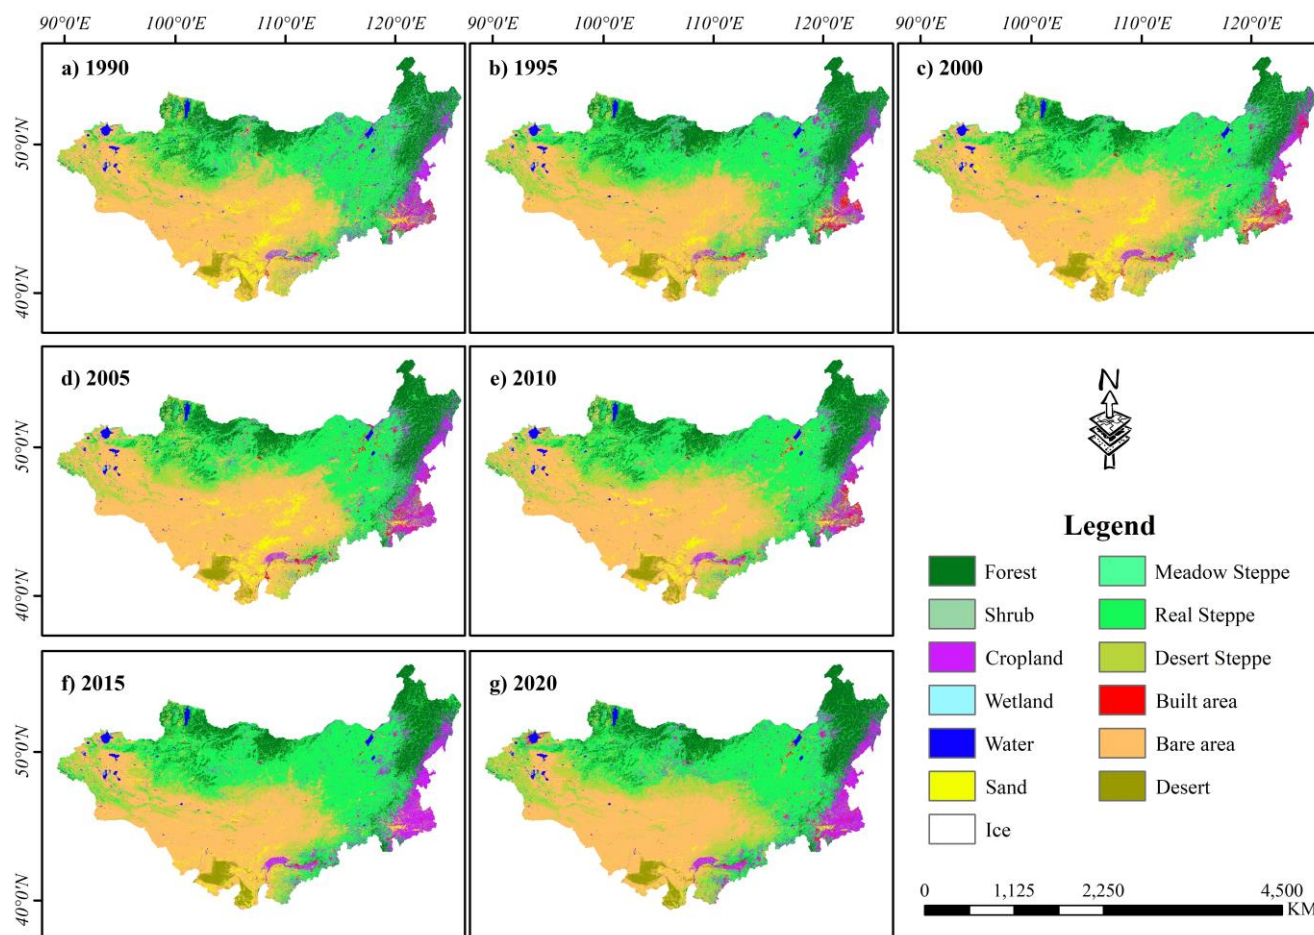 90°0'E 100°0'E 110°0'E 120°0'E 90°0'E 100°0'E 110°0'E 120°0'E 90°0'E 100°0'E 110°0'E 120°0'E
a) 1990
b) 1995
c) 2000
50°0'N
40°0'N
d) 2005
e) 2010
50°0'N
40°0'N
N
f) 2015
g) 2020
50°0'N
40°0'N
Legend
Forest
Shrub
Cropland
Wetland
Water
Sand
Ice
Meadow Steppe
Real Steppe
Desert Steppe
Built area
Bare area
Desert
0 1,125 2,250 4,500
KM